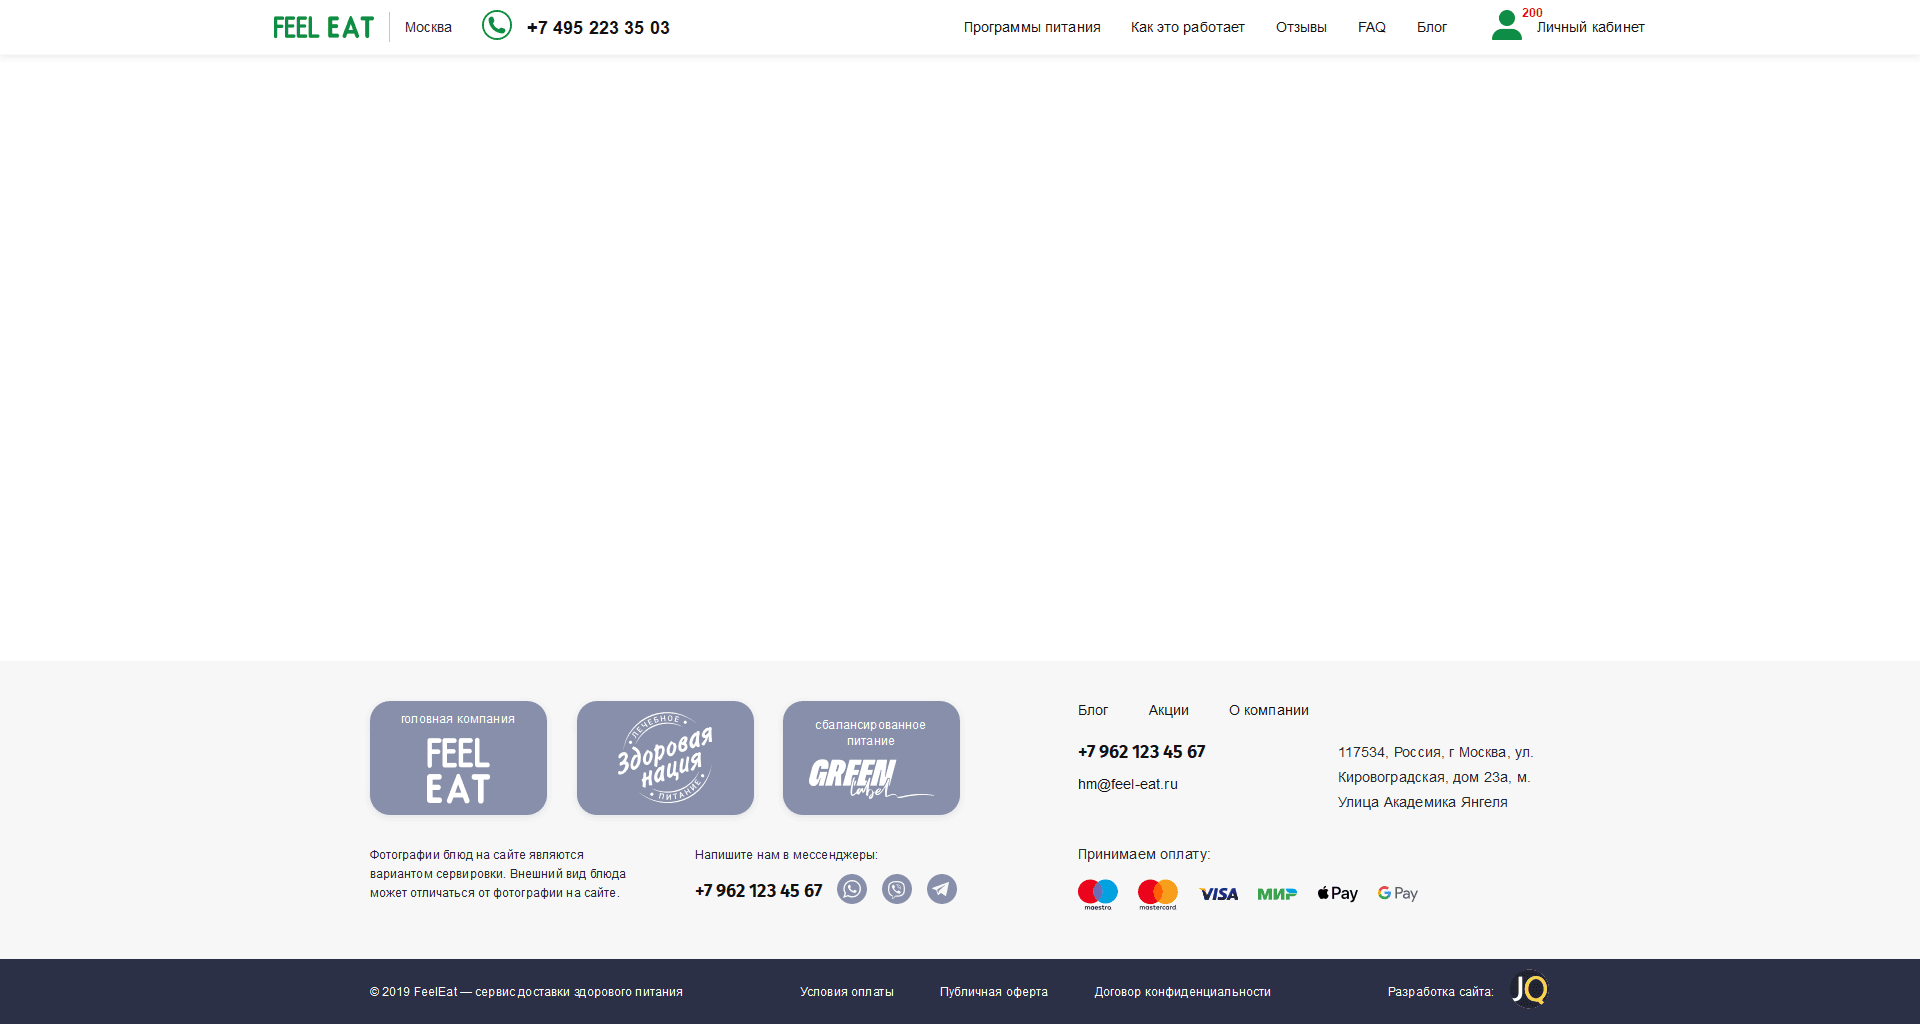 FEEL EAT
Москва
+7 495 223 35 03
Программы питания
Как это работает
Отзывы
FAQ
Блог
200
Личный кабинет
головная компания
FEEL
EAT
ЛЕЧЕБНОЕ
Здоровая
нация
ПИТАНИЕ
сбалансированное
питание
GREEN
label
Блог
Акции
О компании
+7 962 123 45 67
hm@feel-eat.ru
117534, Россия, г Москва, ул.
Кировоградская, дом 23а, м.
Улица Академика Янгеля
Фотографии блюд на сайте являются
вариантом сервировки. Внешний вид блюда
может отличаться от фотографии на сайте.
Напишите нам в мессенджеры:
+7 962 123 45 67
Принимаем оплату:
maestro
mastercard
VISA
МИР
Pay
G Pay
© 2019 FeelEat — сервис доставки здорового питания
Условия оплаты
Публичная оферта
Договор конфиденциальности
Разработка сайта:
JQ